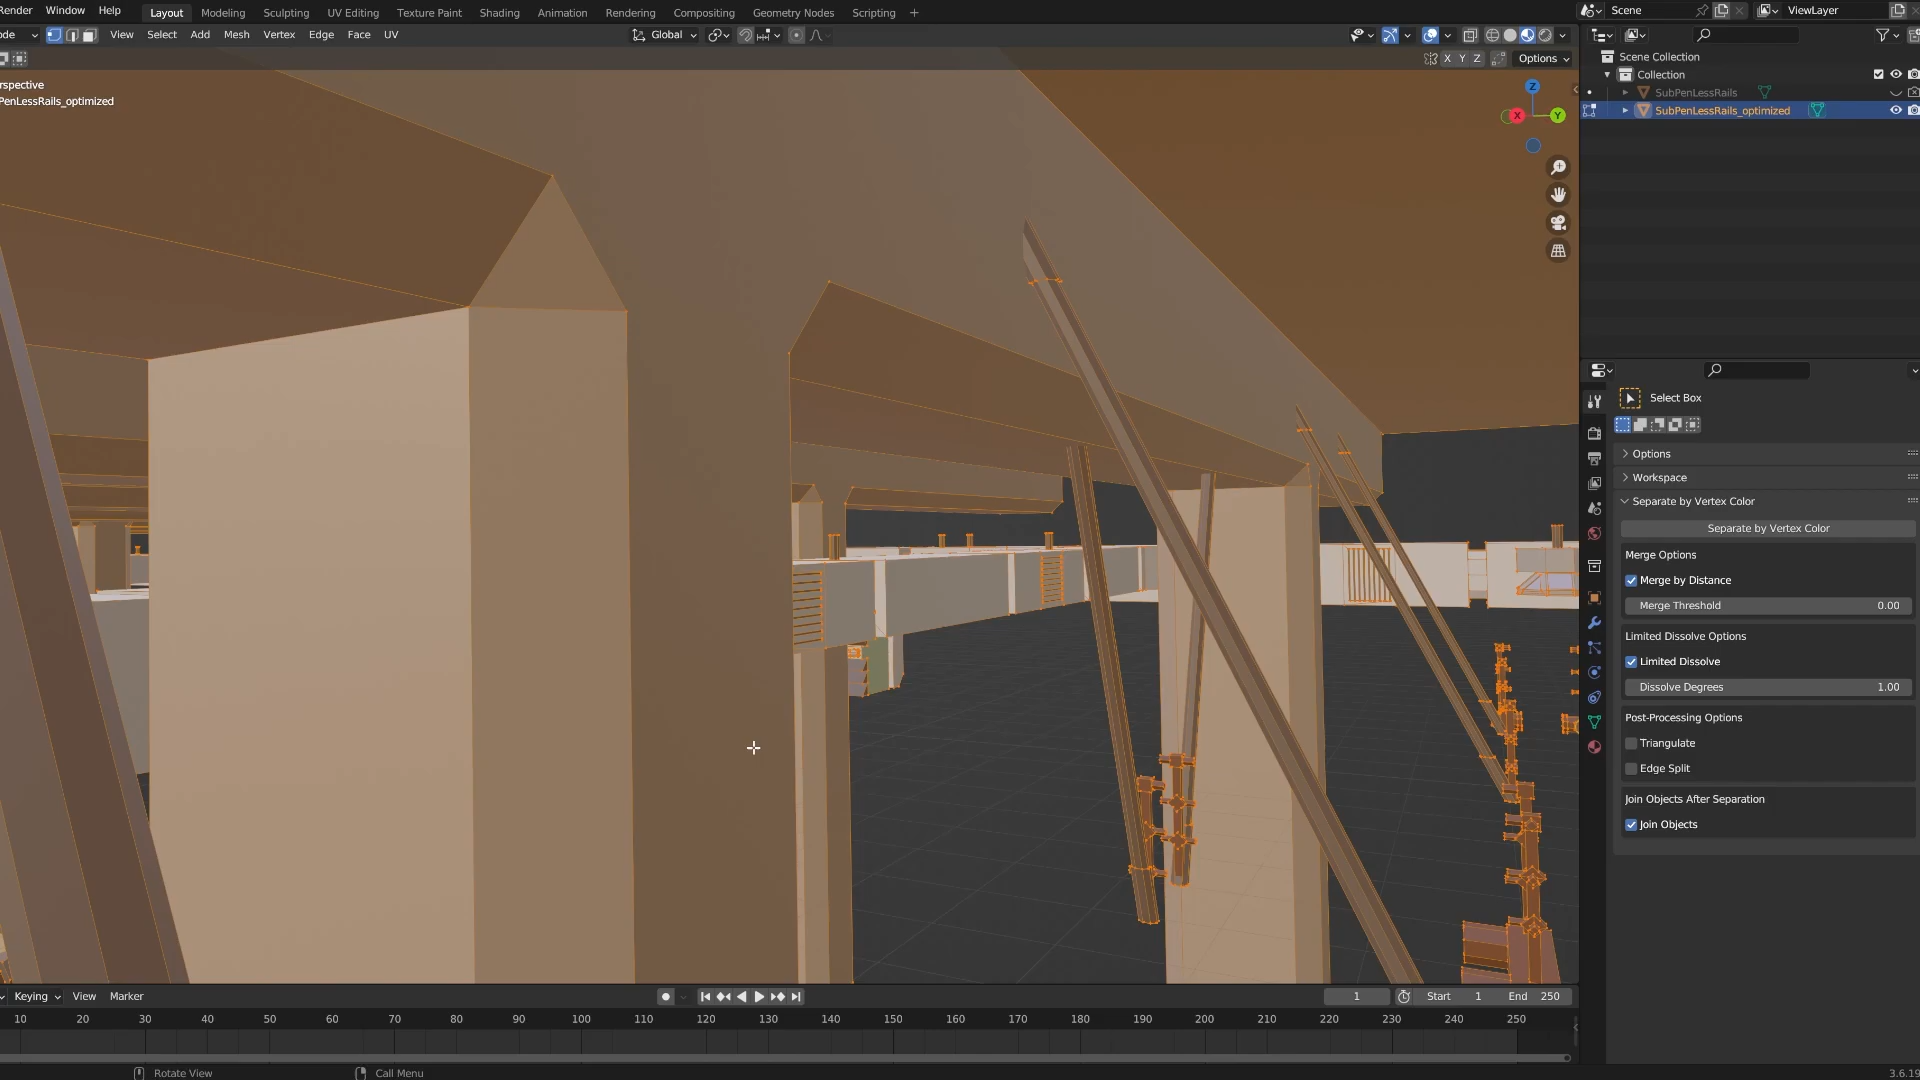 Render Window Help Layout Modeling Sculpting UV Editing Texture Paint Shading Animation Rendering Compositing Geometry Nodes Scripting + Scene ViewLayer
ode View Select Add Mesh Vertex Edge Face UV Global
X Y Z Options
rspective
PenLessRails_optimized
Z
X
Y
Scene Collection
Collection
SubPenLessRails
SubPenLessRails_optimized
Select Box
Options
Workspace
Separate by Vertex Color
Separate by Vertex Color
Merge Options
Merge by Distance
Merge Threshold 0.00
Limited Dissolve Options
Limited Dissolve
Dissolve Degrees 1.00
Post-Processing Options
Triangulate
Edge Split
Join Objects After Separation
Join Objects
Keying View Marker 1 Start 1 End 250
10 20 30 40 50 60 70 80 90 100 110 120 130 140 150 160 170 180 190 200 210 220 230 240 250
Rotate View Call Menu 3.6.19